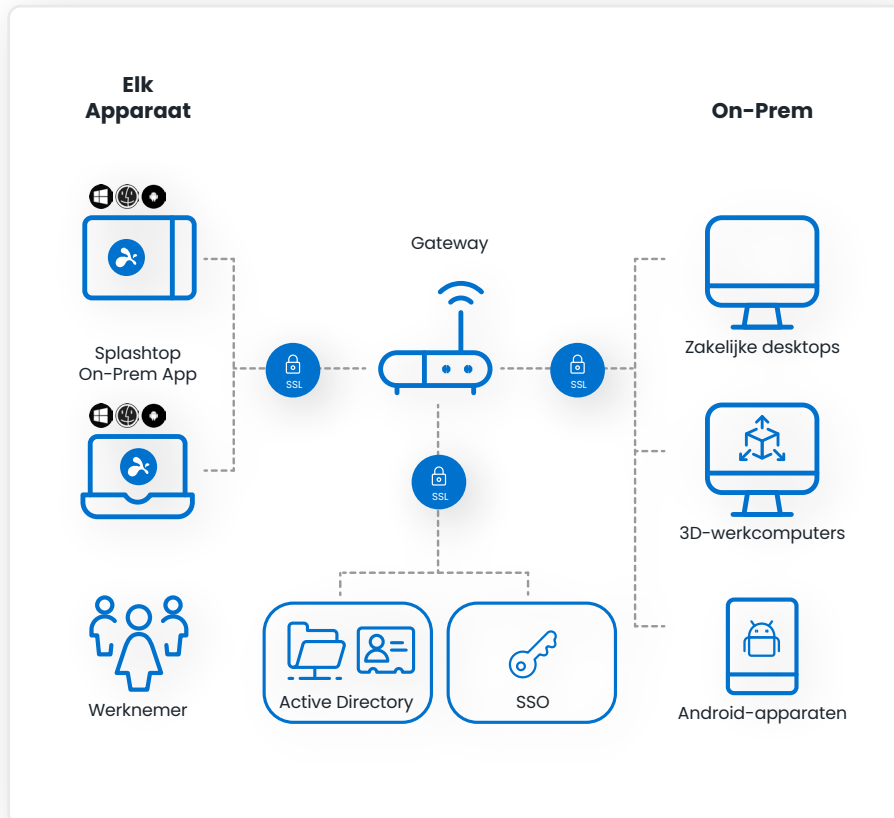 Elk
Apparaat
On-Prem
Gateway
Splashtop
On-Prem App
SSL
SSL
Zakelijke desktops
SSL
3D-werkcomputers
Werknemer
Active Directory
SSO
Android-apparaten